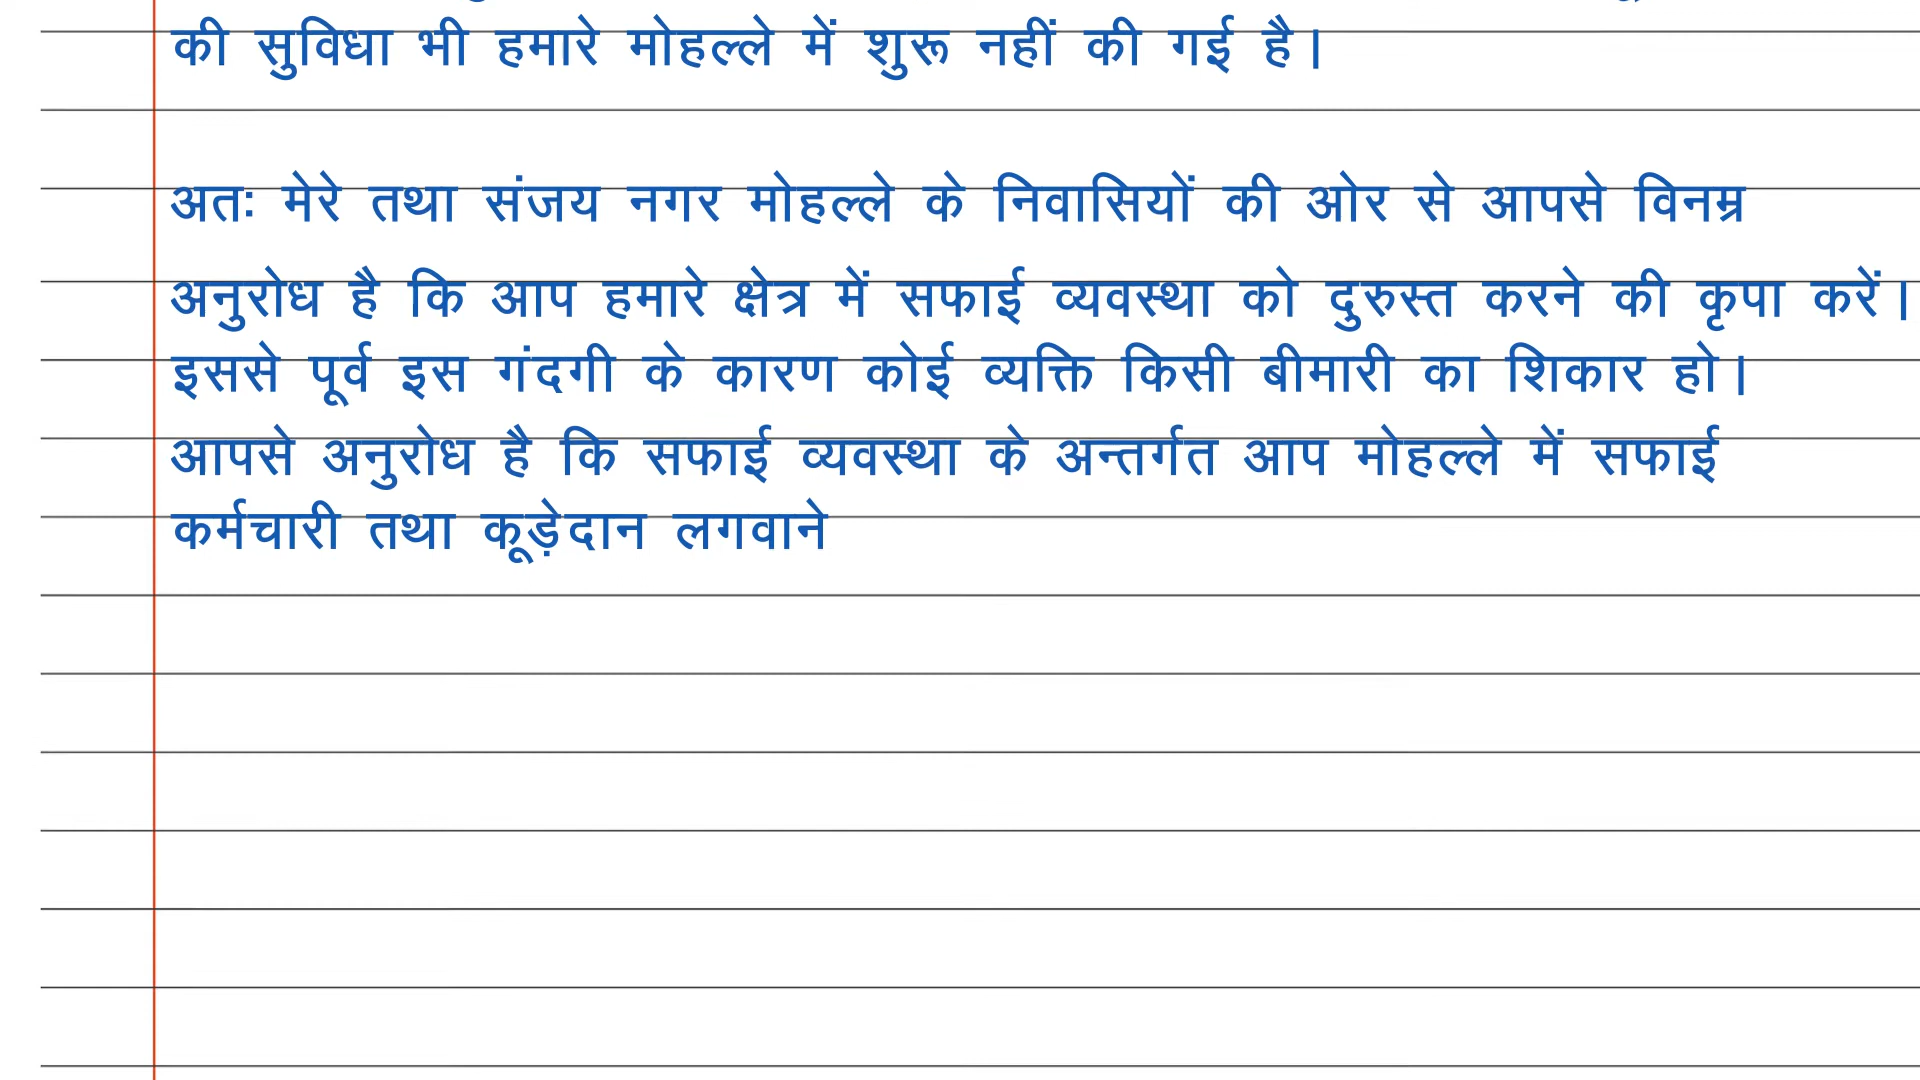 की सुविधा भी हमारे मोहल्ले में शुरू नहीं की गई है।
अतः मेरे तथा संजय नगर मोहल्ले के निवासियों की ओर से आपसे विनम्र
अनुरोध है कि आप हमारे क्षेत्र में सफाई व्यवस्था को दुरुस्त करने की कृपा करें।
इससे पूर्व इस गंदगी के कारण कोई व्यक्ति किसी बीमारी का शिकार हो।
आपसे अनुरोध है कि सफाई व्यवस्था के अन्तर्गत आप मोहल्ले में सफाई
कर्मचारी तथा कूड़ेदान लगवाने